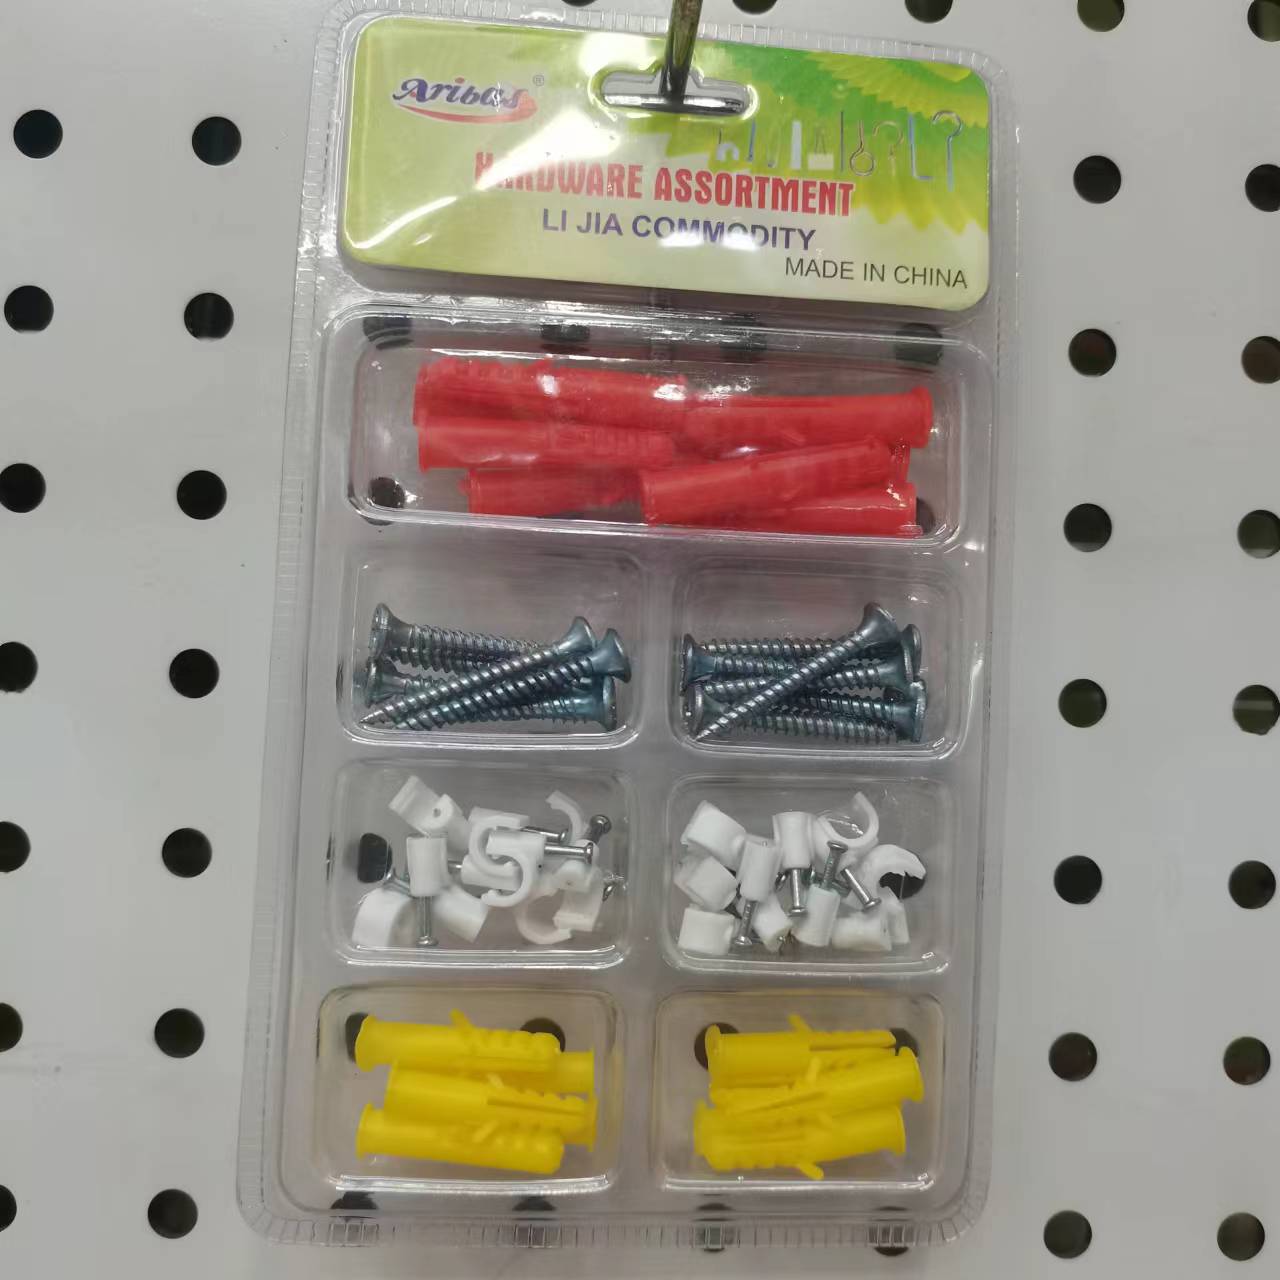 Aribas®
HARDWARE ASSORTMENT
LI JIA COMMODITY
MADE IN CHINA